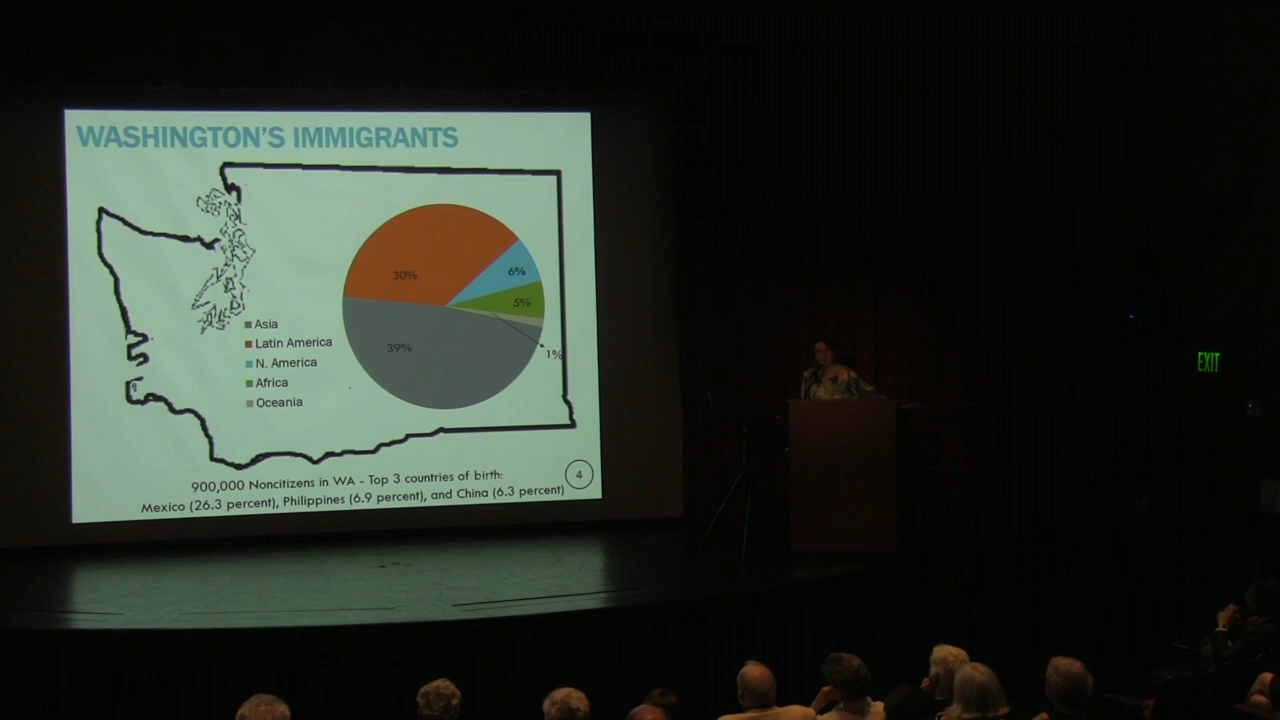 WASHINGTON'S IMMIGRANTS
30%
6%
5%
39%
1%
Asia
Latin America
N. America
Africa
Oceania
900,000 Noncitizens in WA - Top 3 countries of birth:
4
Mexico (26.3 percent), Philippines (6.9 percent), and China (6.3 percent)
EXIT